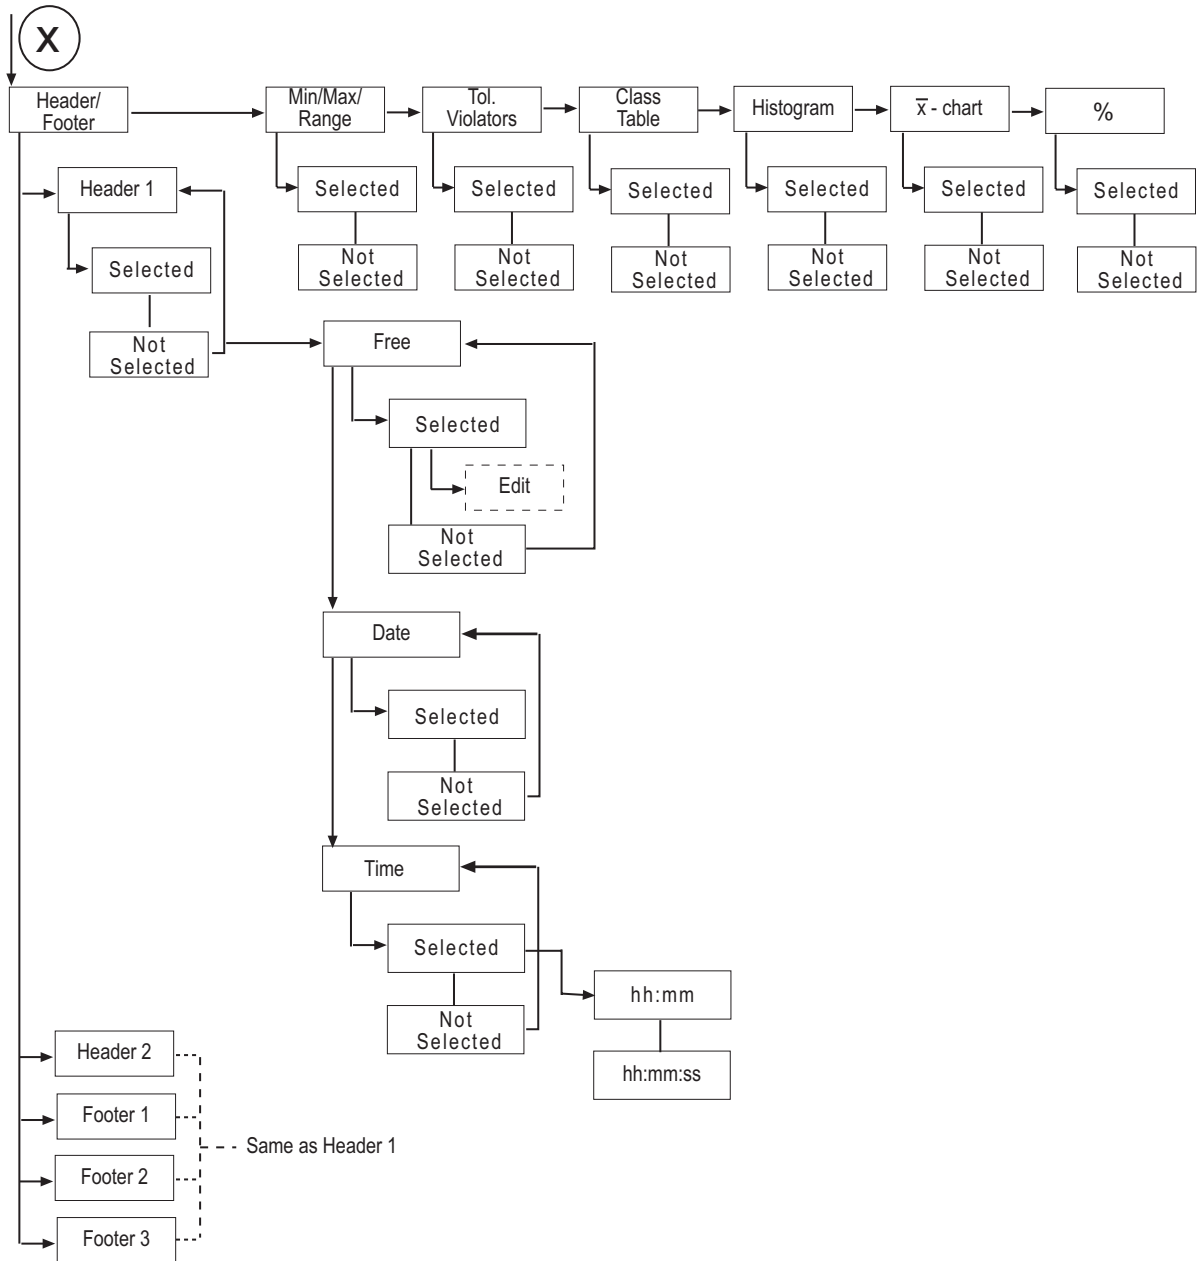 X
Header/
Footer
Min/Max/
Range
Tol.
Violators
Class
Table
Histogram
x̅ - chart
%
Header 1
Selected
Selected
Selected
Selected
Selected
Selected
Not
Selected
Not
Selected
Not
Selected
Not
Selected
Not
Selected
Not
Selected
Selected
Not
Selected
Free
Selected
Edit
Not
Selected
Date
Selected
Not
Selected
Time
Selected
Not
Selected
hh:mm
hh:mm:ss
Header 2
Footer 1
Footer 2
Footer 3
Same as Header 1